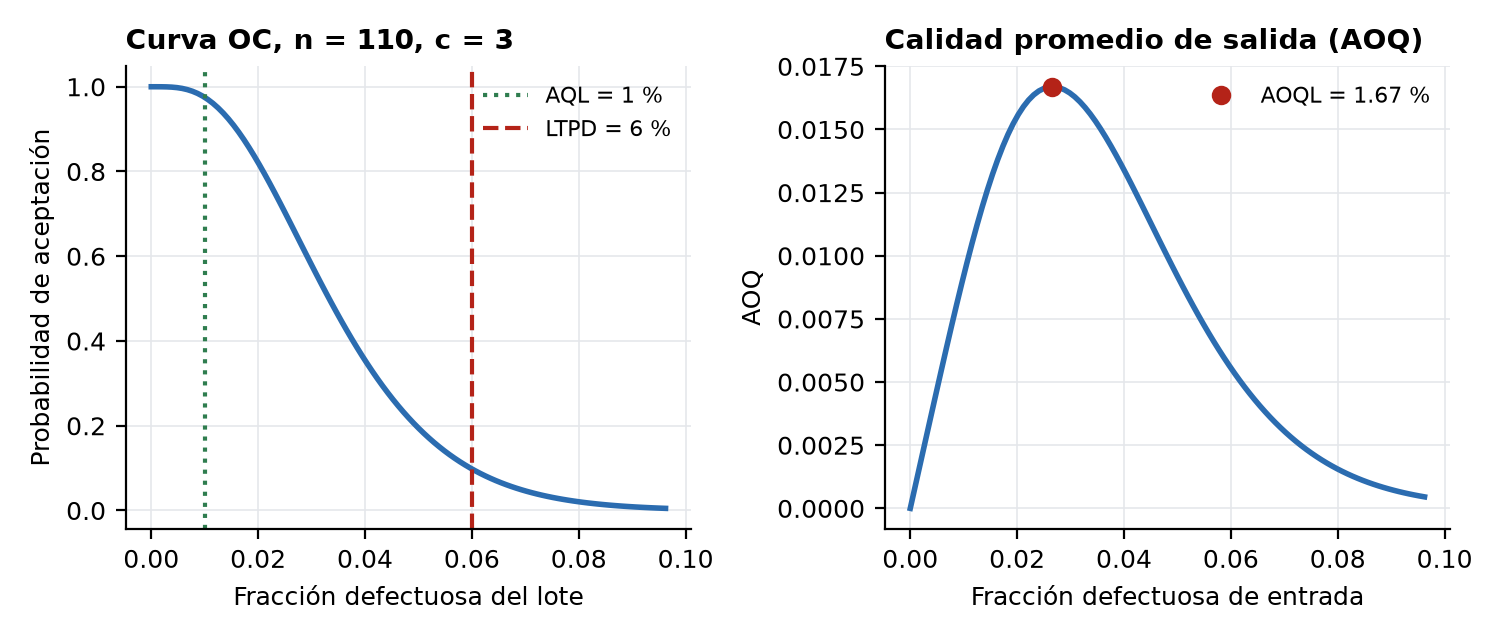 Curva OC, n = 110, c = 3
Probabilidad de aceptación
1.0
0.8
0.6
0.4
0.2
0.0
AQL = 1 %
LTPD = 6 %
0.00 0.02 0.04 0.06 0.08 0.10
Fracción defectuosa del lote
Calidad promedio de salida (AOQ)
AOQ
0.0175
0.0150
0.0125
0.0100
0.0075
0.0050
0.0025
0.0000
AOQL = 1.67 %
0.00 0.02 0.04 0.06 0.08 0.10
Fracción defectuosa de entrada